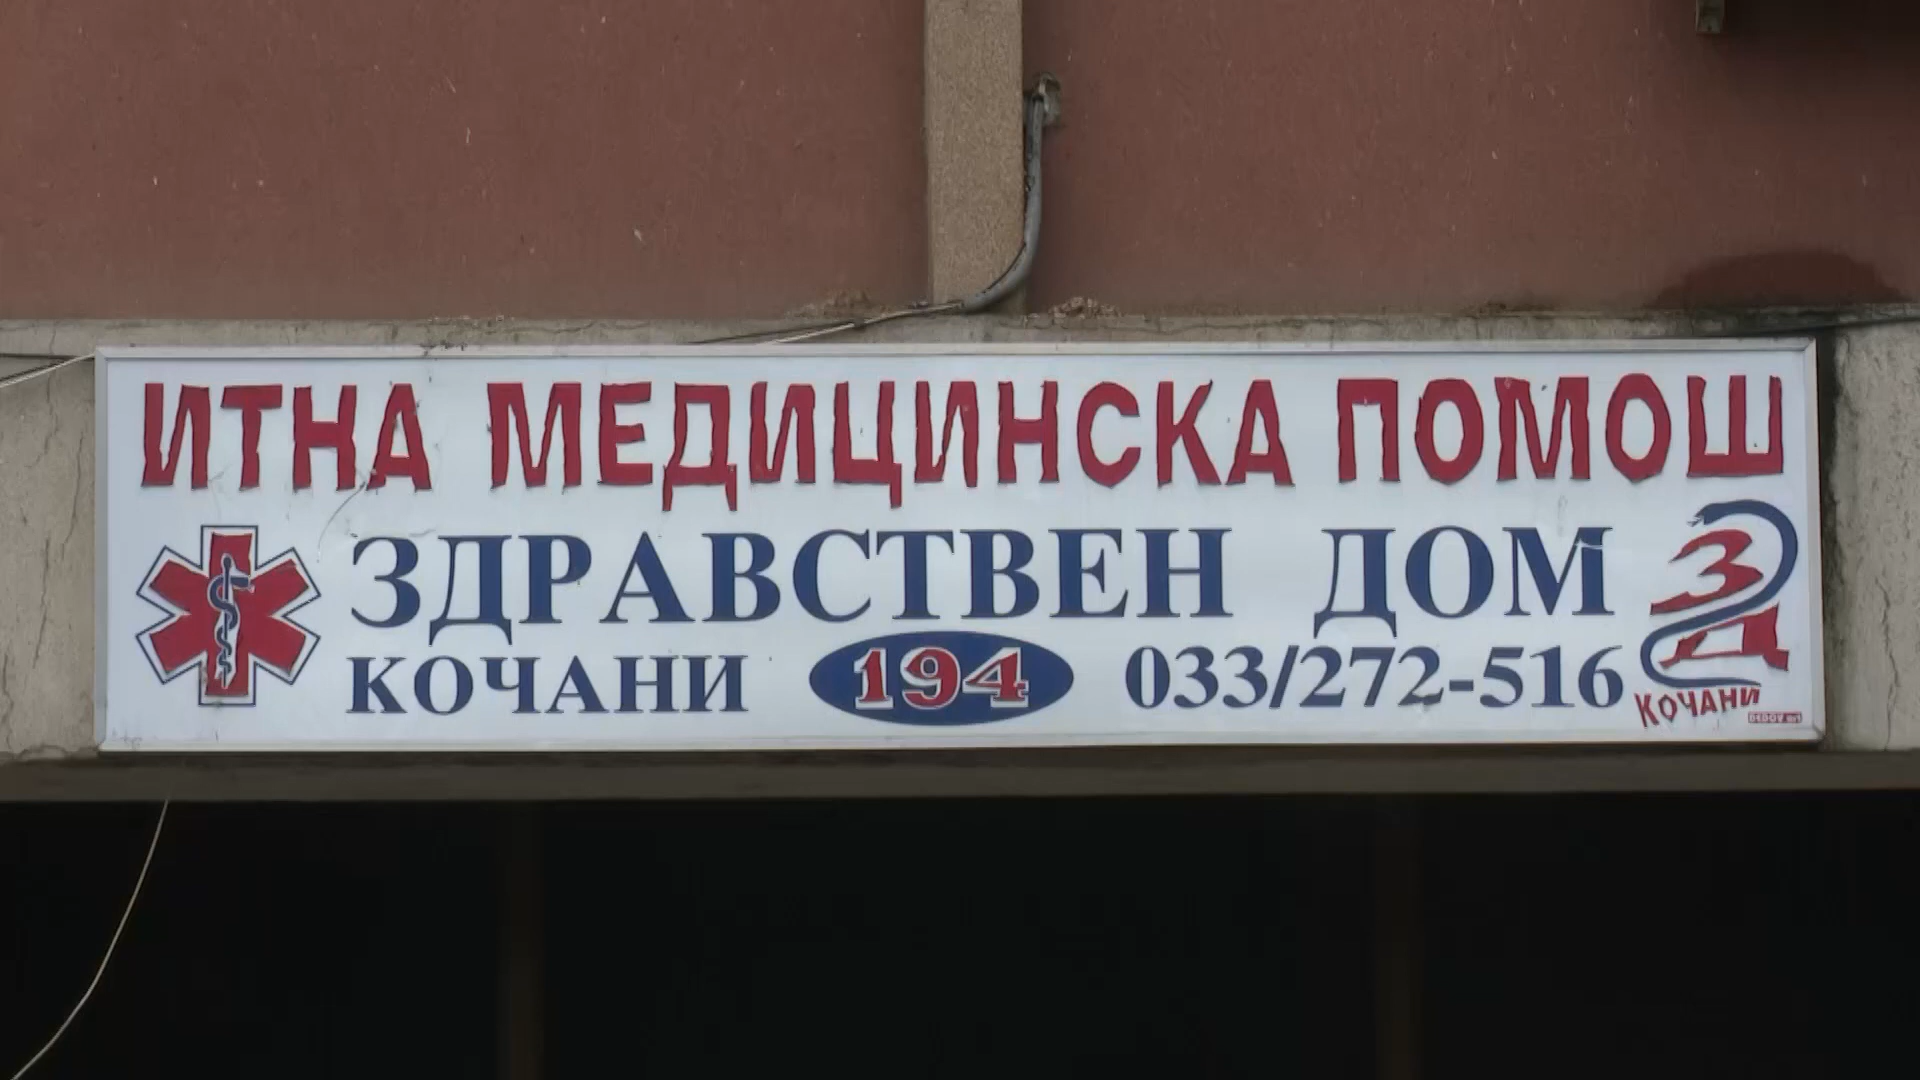 ИТНА МЕДИЦИНСКА ПОМОШ
ЗДРАВСТВЕН ДОМ
КОЧАНИ 194 033/272-516
ЗД
КОЧАНИ